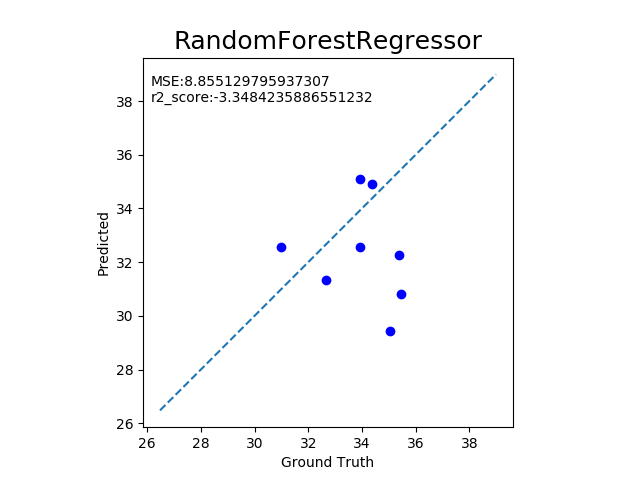 RandomForestRegressor
MSE:8.855129795937307
r2_score:-3.3484235886551232
38
36
34
32
30
28
26
Predicted
26 28 30 32 34 36 38
Ground Truth